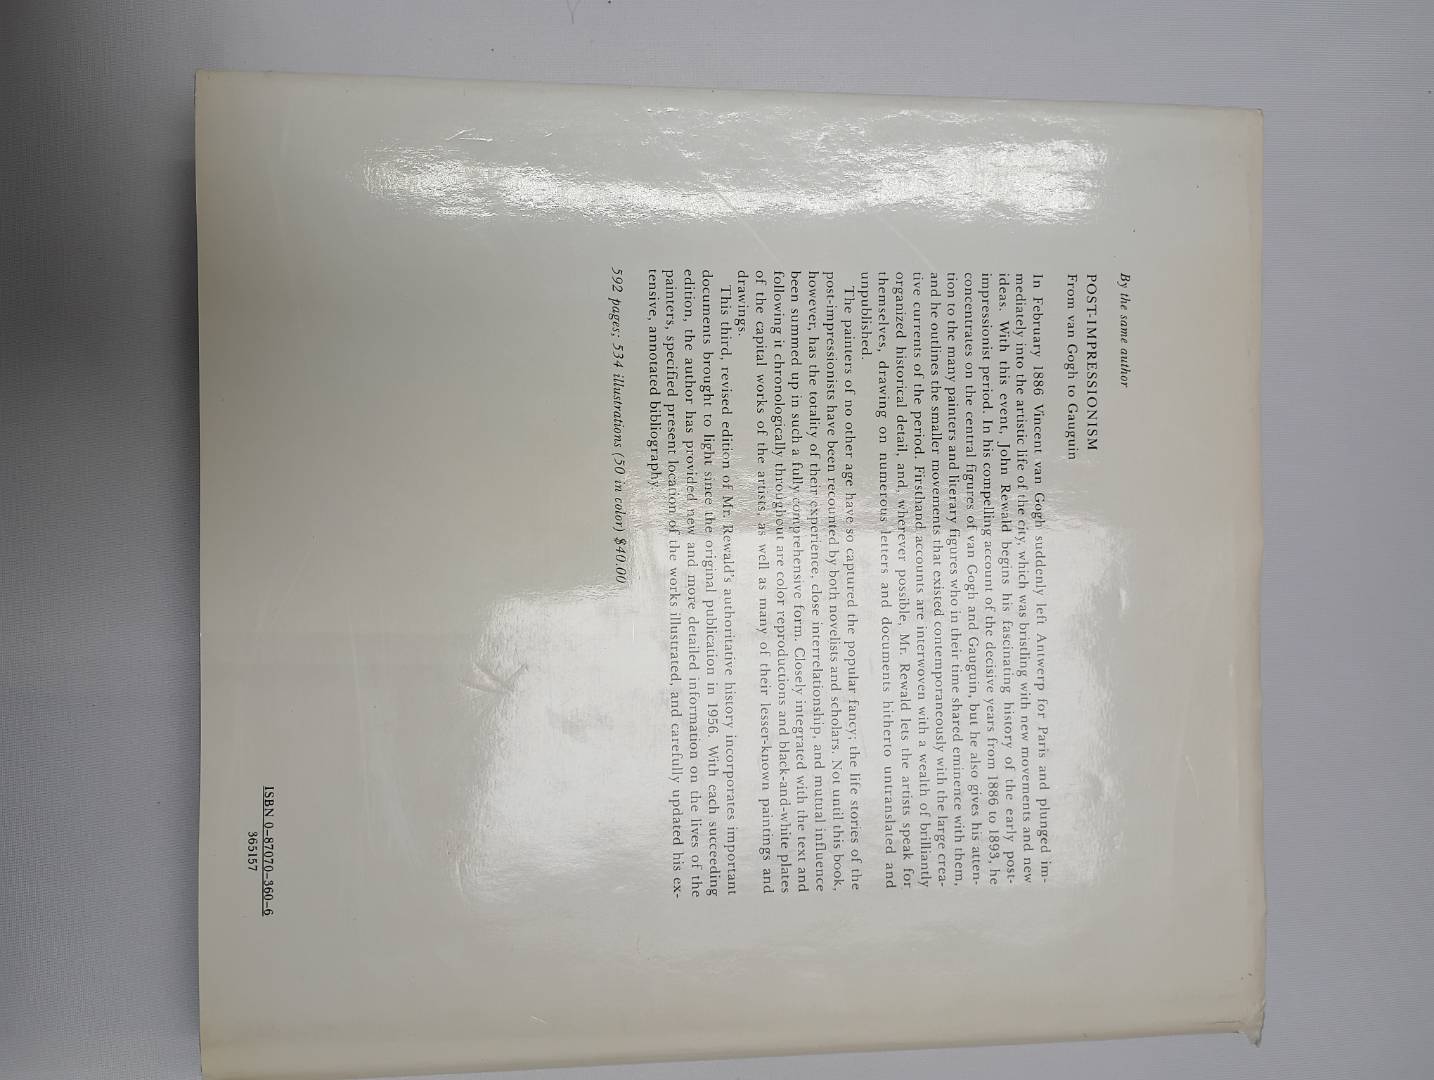 By the same author
POST-IMPRESSIONISM
From van Gogh to Gauguin
In February 1886 Vincent van Gogh suddenly left Antwerp for Paris and plunged im-
mediately into the artistic life of the city, which was bristling with new movements and new
ideas. With this event, John Rewald begins his fascinating history of the early post-
impressionist period. In his compelling account of the decisive years from 1886 to 1893, he
concentrates on the central figures of van Gogh and Gauguin, but he also gives his atten-
tion to the many painters and literary figures who in their time shared eminence with them,
and he outlines the smaller movements that existed contemporaneously with the large crea-
tive currents of the period. Firsthand accounts are interwoven with a wealth of brilliantly
organized historical detail, and, wherever possible, Mr. Rewald lets the artists speak for
themselves, drawing on numerous letters and documents hitherto untranslated and
unpublished.
The painters of no other age have so captured the popular fancy; the life stories of the
post-impressionists have been recounted by both novelists and scholars. Not until this book,
however, has the totality of their experience, close interrelationship, and mutual influence
been summed up in such a fully comprehensive form. Closely integrated with the text and
following it chronologically throughout are color reproductions and black-and-white plates
of the capital works of the artists, as well as many of their lesser-known paintings and
drawings.
This third, revised edition of Mr. Rewald's authoritative history incorporates important
documents brought to light since the original publication in 1956. With each succeeding
edition, the author has provided new and more detailed information on the lives of the
painters, specified present location of the works illustrated, and carefully updated his ex-
tensive, annotated bibliography.
592 pages; 534 illustrations (50 in color) $40.00
ISBN 0-87070-360-6
365157